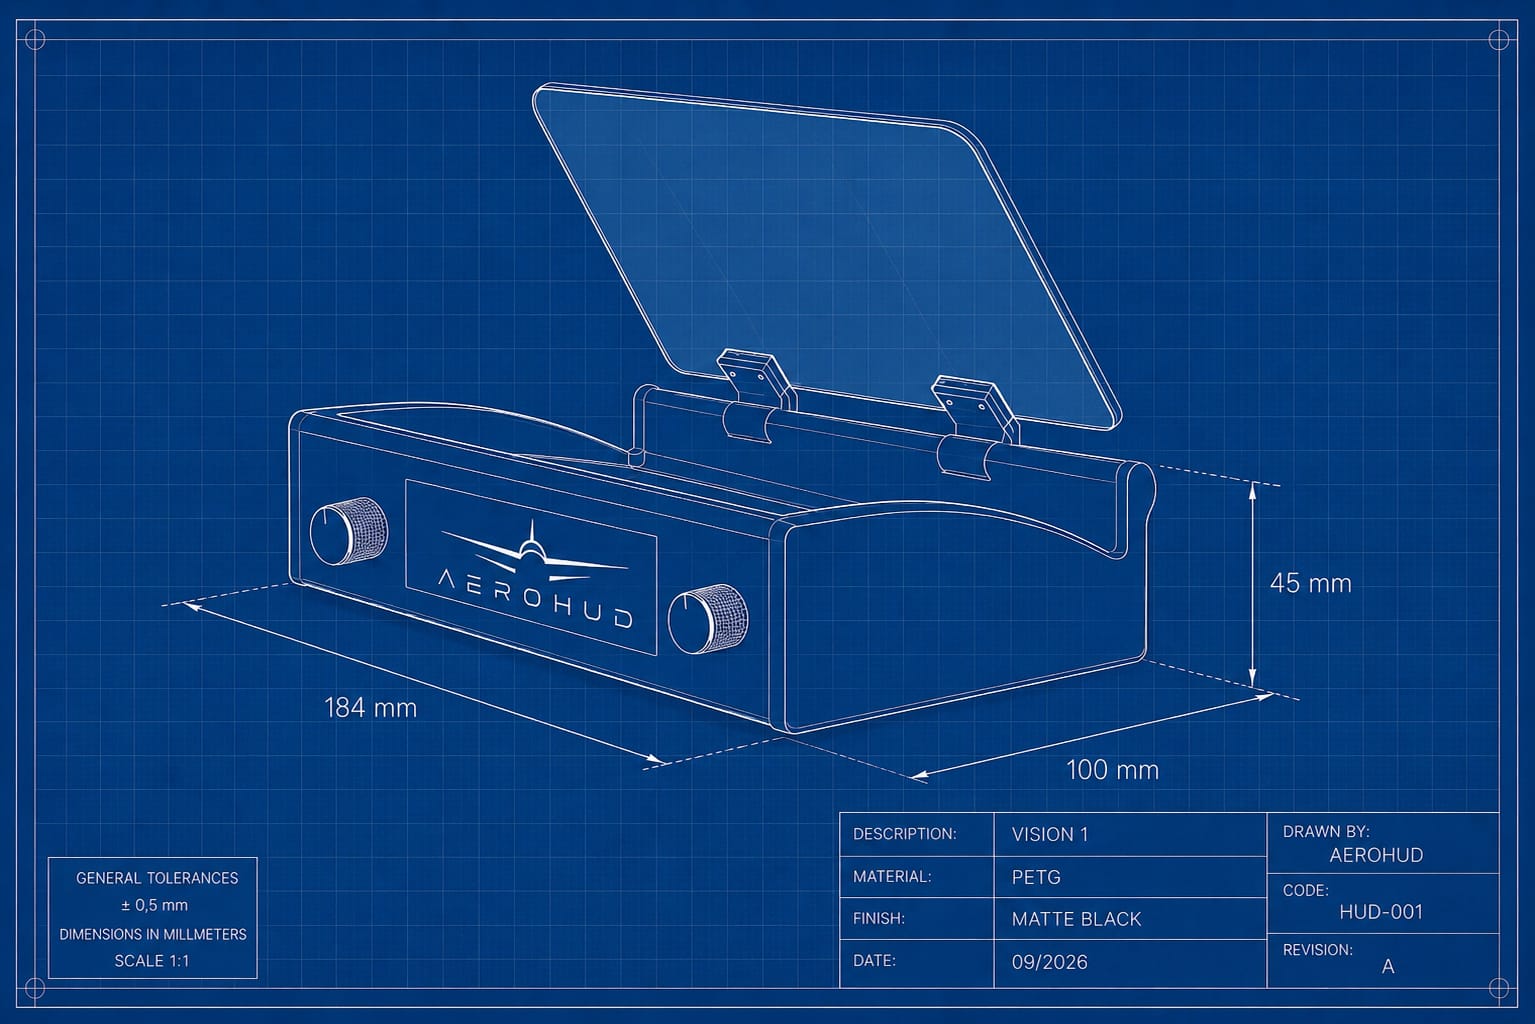 AEROHUD
184 mm
45 mm
100 mm
GENERAL TOLERANCES
± 0,5 mm
DIMENSIONS IN MILLMETERS
SCALE 1:1
DESCRIPTION: VISION 1
MATERIAL: PETG
FINISH: MATTE BLACK
DATE: 09/2026
DRAWN BY:
AEROHUD
CODE:
HUD-001
REVISION:
A